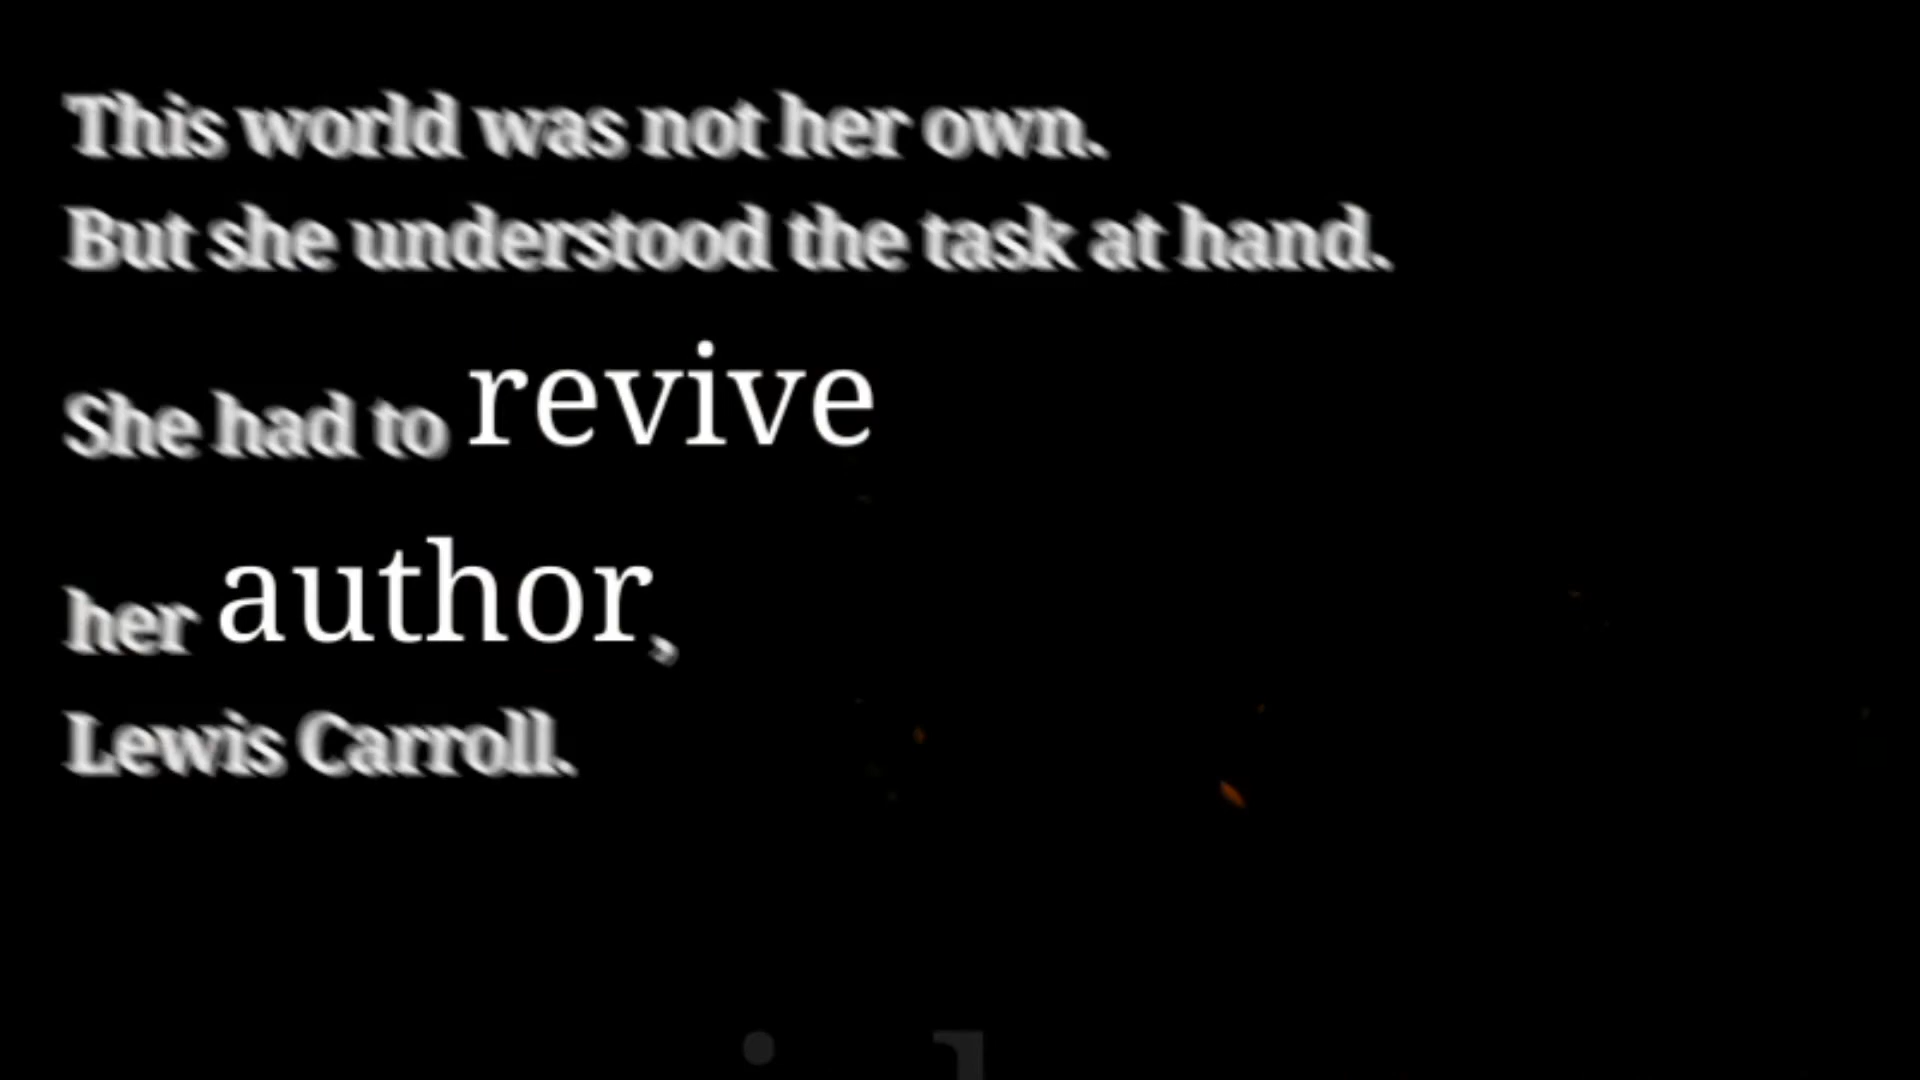 This world was not her own.
But she understood the task at hand.
She had to revive
her author,
Lewis Carroll.